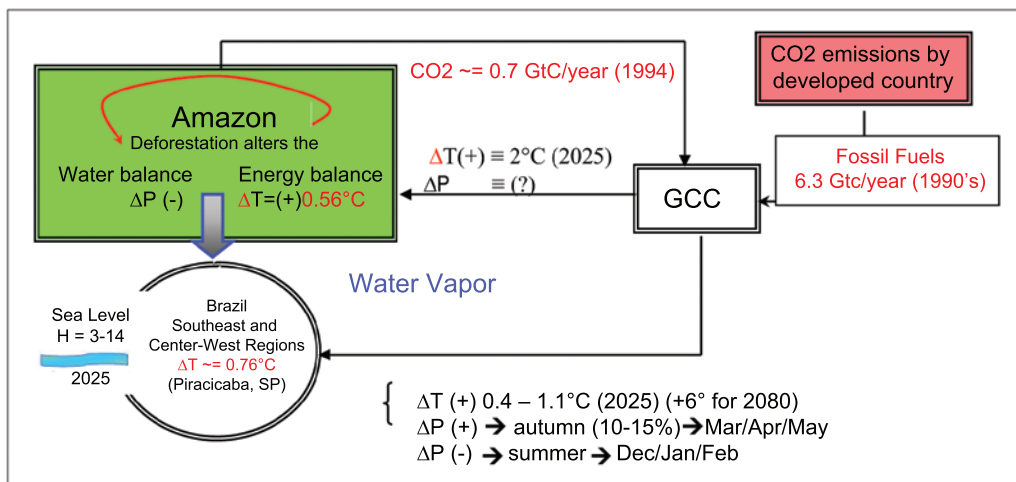 CO2 emissions by
developed country
CO2 ~= 0.7 GtC/year (1994)
Amazon
Deforestation alters the
Water balance
ΔP (-)
Energy balance
ΔT=(+)0.56°C
ΔT(+) ≡ 2°C (2025)
ΔP ≡ (?)
Fossil Fuels
6.3 Gtc/year (1990's)
GCC
Water Vapor
Sea Level
H = 3-14
2025
Brazil
Southeast and
Center-West Regions
ΔT ~= 0.76°C
(Piracicaba, SP)
{ ΔT (+) 0.4 – 1.1°C (2025) (+6° for 2080)
ΔP (+) ➔ autumn (10-15%) ➔ Mar/Apr/May
ΔP (-) ➔ summer ➔ Dec/Jan/Feb